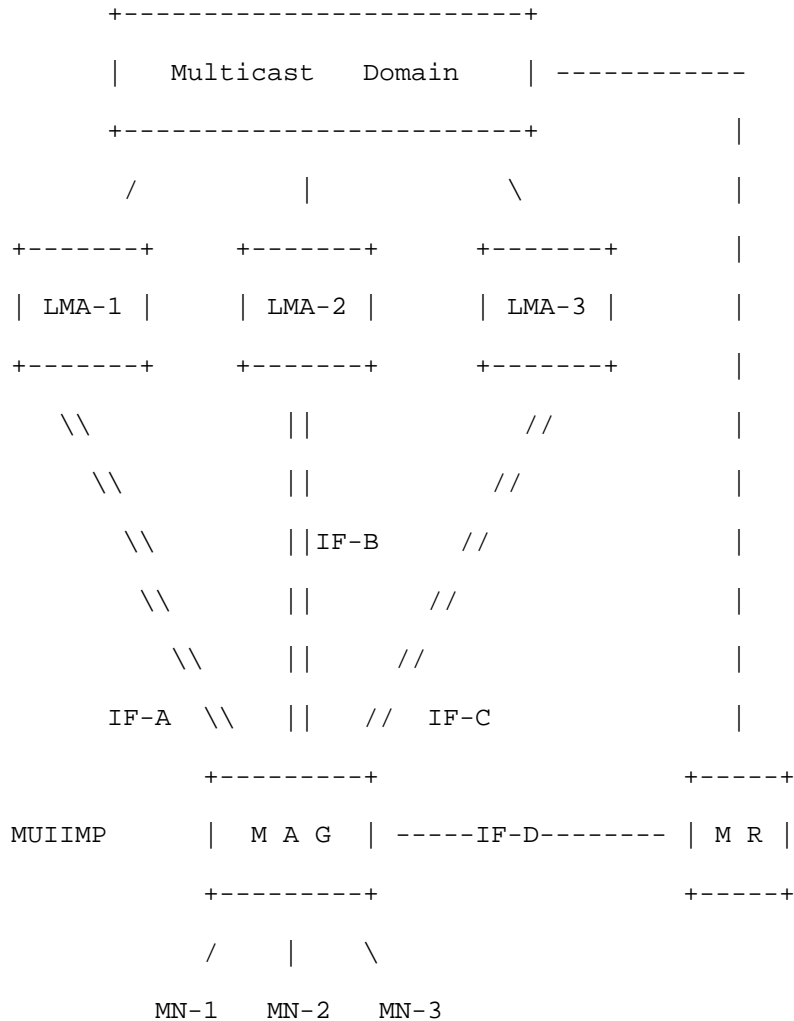 Multicast Domain
LMA-1 LMA-2 LMA-3
IF-B
IF-A IF-C
MUIIMP M A G IF-D M R
MN-1 MN-2 MN-3